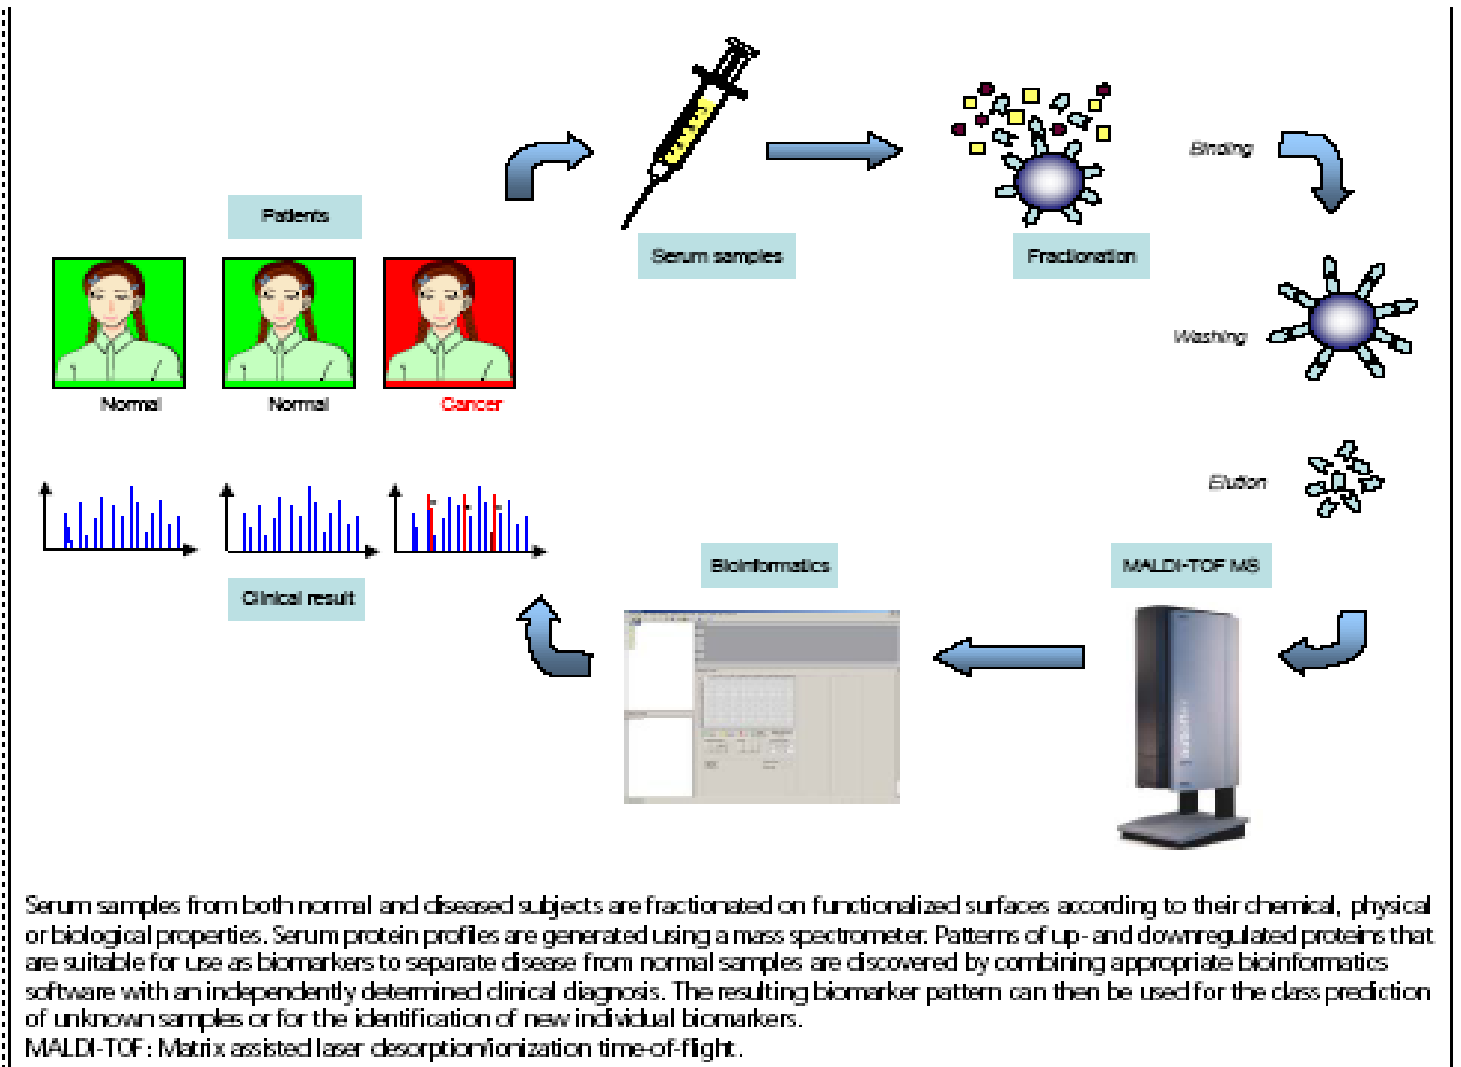 Patients
Serum samples
Fractionation
Binding
Washing
Elution
Normal
Normal
Cancer
Clinical result
Bioinformatics
MALDI-TOF MS
Serum samples from both normal and diseased subjects are fractionated on functionalized surfaces according to their chemical, physical
or biological properties. Serum protein profiles are generated using a mass spectrometer. Patterns of up- and downregulated proteins that
are suitable for use as biomarkers to separate disease from normal samples are discovered by combining appropriate bioinformatics
software with an independently determined clinical diagnosis. The resulting biomarker pattern can then be used for the class prediction
of unknown samples or for the identification of new individual biomarkers.
MALDI-TOF: Matrix assisted laser desorption/ionization time-of-flight.